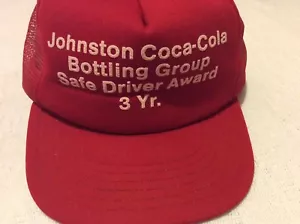 Johnston Coca-Cola
Bottling Group
Safe Driver Award
3 Yr.